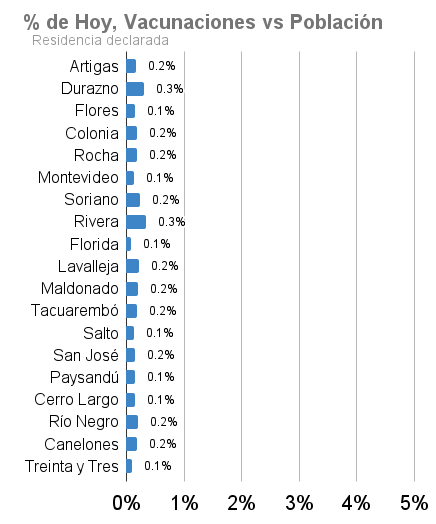 % de Hoy, Vacunaciones vs Población
Residencia declarada
Artigas 0.2%
Durazno 0.3%
Flores 0.1%
Colonia 0.2%
Rocha 0.2%
Montevideo 0.1%
Soriano 0.2%
Rivera 0.3%
Florida 0.1%
Lavalleja 0.2%
Maldonado 0.2%
Tacuarembó 0.2%
Salto 0.1%
San José 0.2%
Paysandú 0.1%
Cerro Largo 0.1%
Río Negro 0.2%
Canelones 0.2%
Treinta y Tres 0.1%
0% 1% 2% 3% 4% 5%